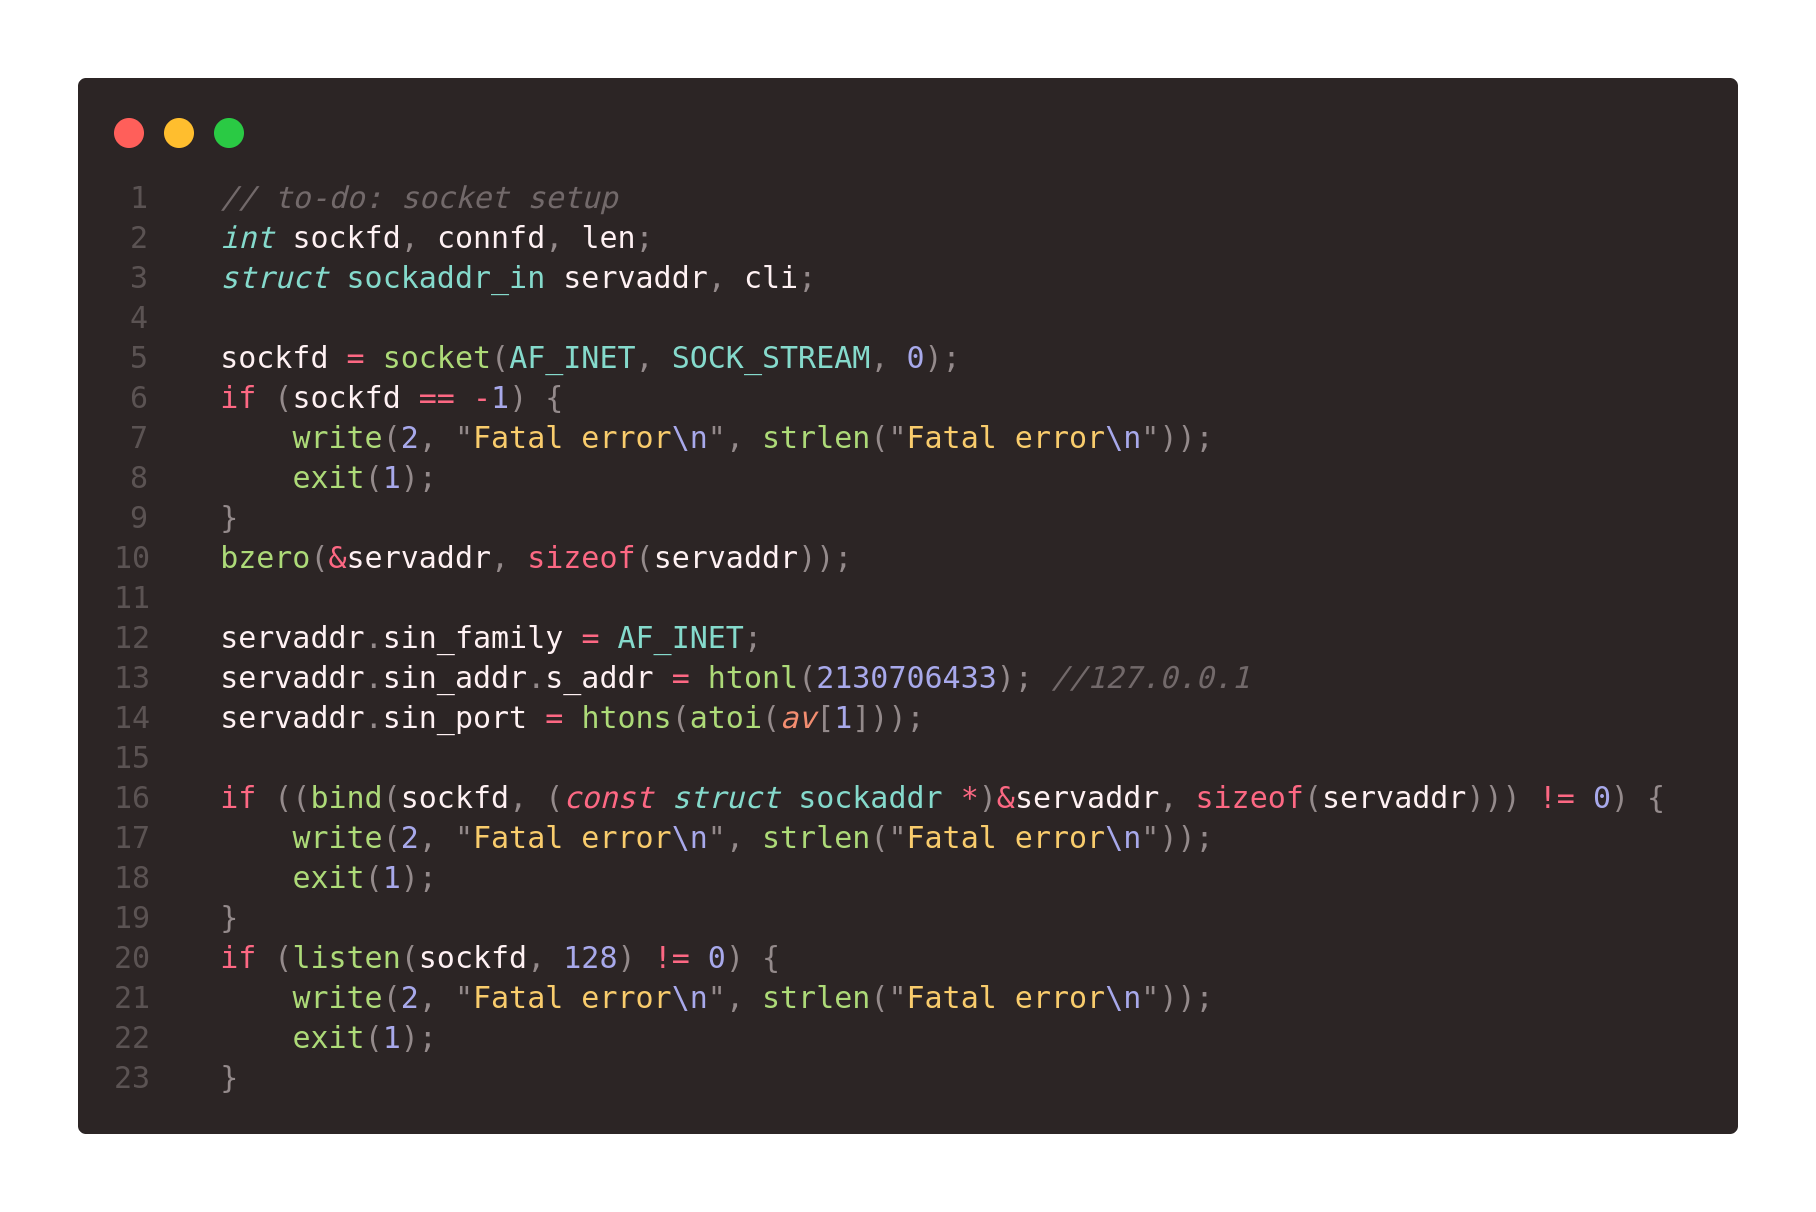 1 // to-do: socket setup
2 int sockfd, connfd, len;
3 struct sockaddr_in servaddr, cli;
4
5 sockfd = socket(AF_INET, SOCK_STREAM, 0);
6 if (sockfd == -1) {
7     write(2, "Fatal error\n", strlen("Fatal error\n"));
8     exit(1);
9 }
10 bzero(&servaddr, sizeof(servaddr));
11
12 servaddr.sin_family = AF_INET;
13 servaddr.sin_addr.s_addr = htonl(2130706433); //127.0.0.1
14 servaddr.sin_port = htons(atoi(av[1]));
15
16 if ((bind(sockfd, (const struct sockaddr *)&servaddr, sizeof(servaddr))) != 0) {
17     write(2, "Fatal error\n", strlen("Fatal error\n"));
18     exit(1);
19 }
20 if (listen(sockfd, 128) != 0) {
21     write(2, "Fatal error\n", strlen("Fatal error\n"));
22     exit(1);
23 }